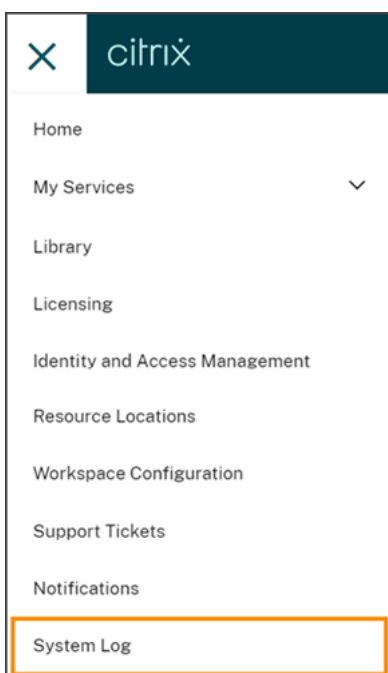 citrix
Home
My Services
Library
Licensing
Identity and Access Management
Resource Locations
Workspace Configuration
Support Tickets
Notifications
System Log